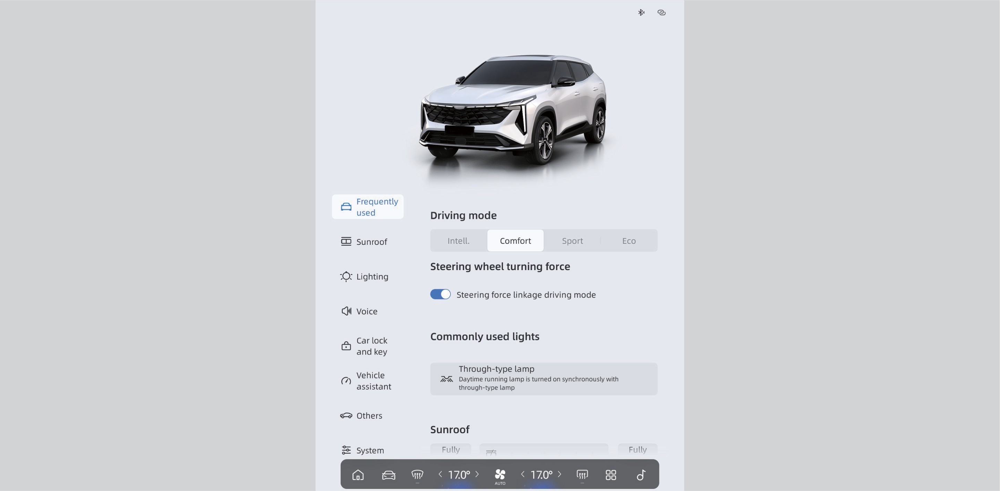 Frequently
used
Sunroof
Lighting
Voice
Car lock
and key
Vehicle
assistant
Others
System
Driving mode
Intell. Comfort Sport Eco
Steering wheel turning force
Steering force linkage driving mode
Commonly used lights
Through-type lamp
Daytime running lamp is turned on synchronously with
through-type lamp
Sunroof
Fully Fully
17.0° 17.0°
AUTO